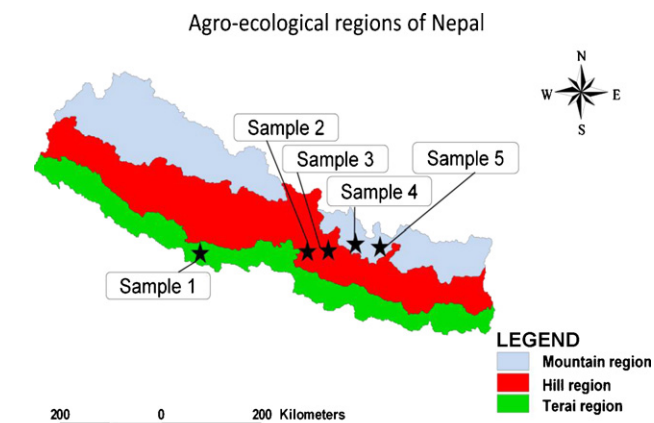 Agro-ecological regions of Nepal
N
W E
S
Sample 2
Sample 3
Sample 5
Sample 4
Sample 1
LEGEND
Mountain region
Hill region
Terai region
200 0 200 Kilometers